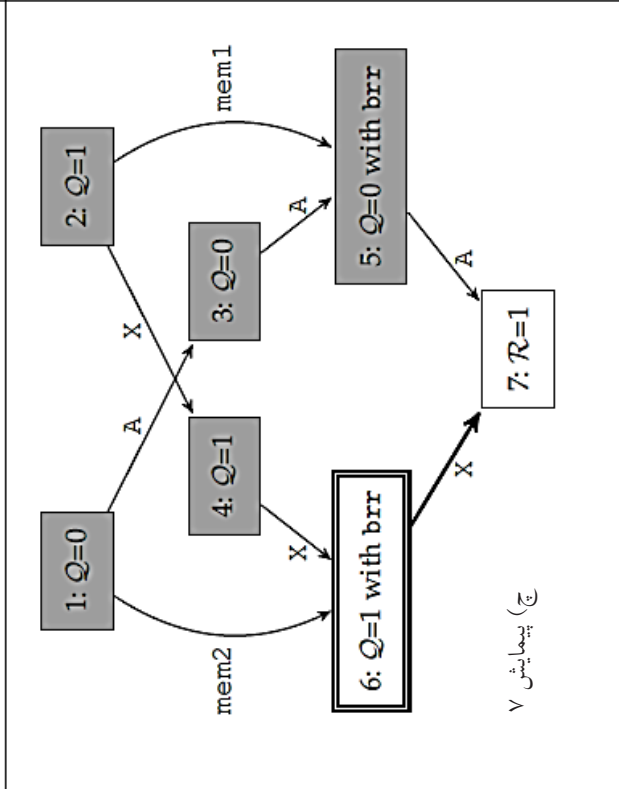 2: 𝒬=1
mem1
1: 𝒬=0
X
A
3: 𝒬=0
A
4: 𝒬=1
X
5: 𝒬=0 with brr
mem2
6: 𝒬=1 with brr
A
X
7: ℛ=1
چ) پیمایش ۷